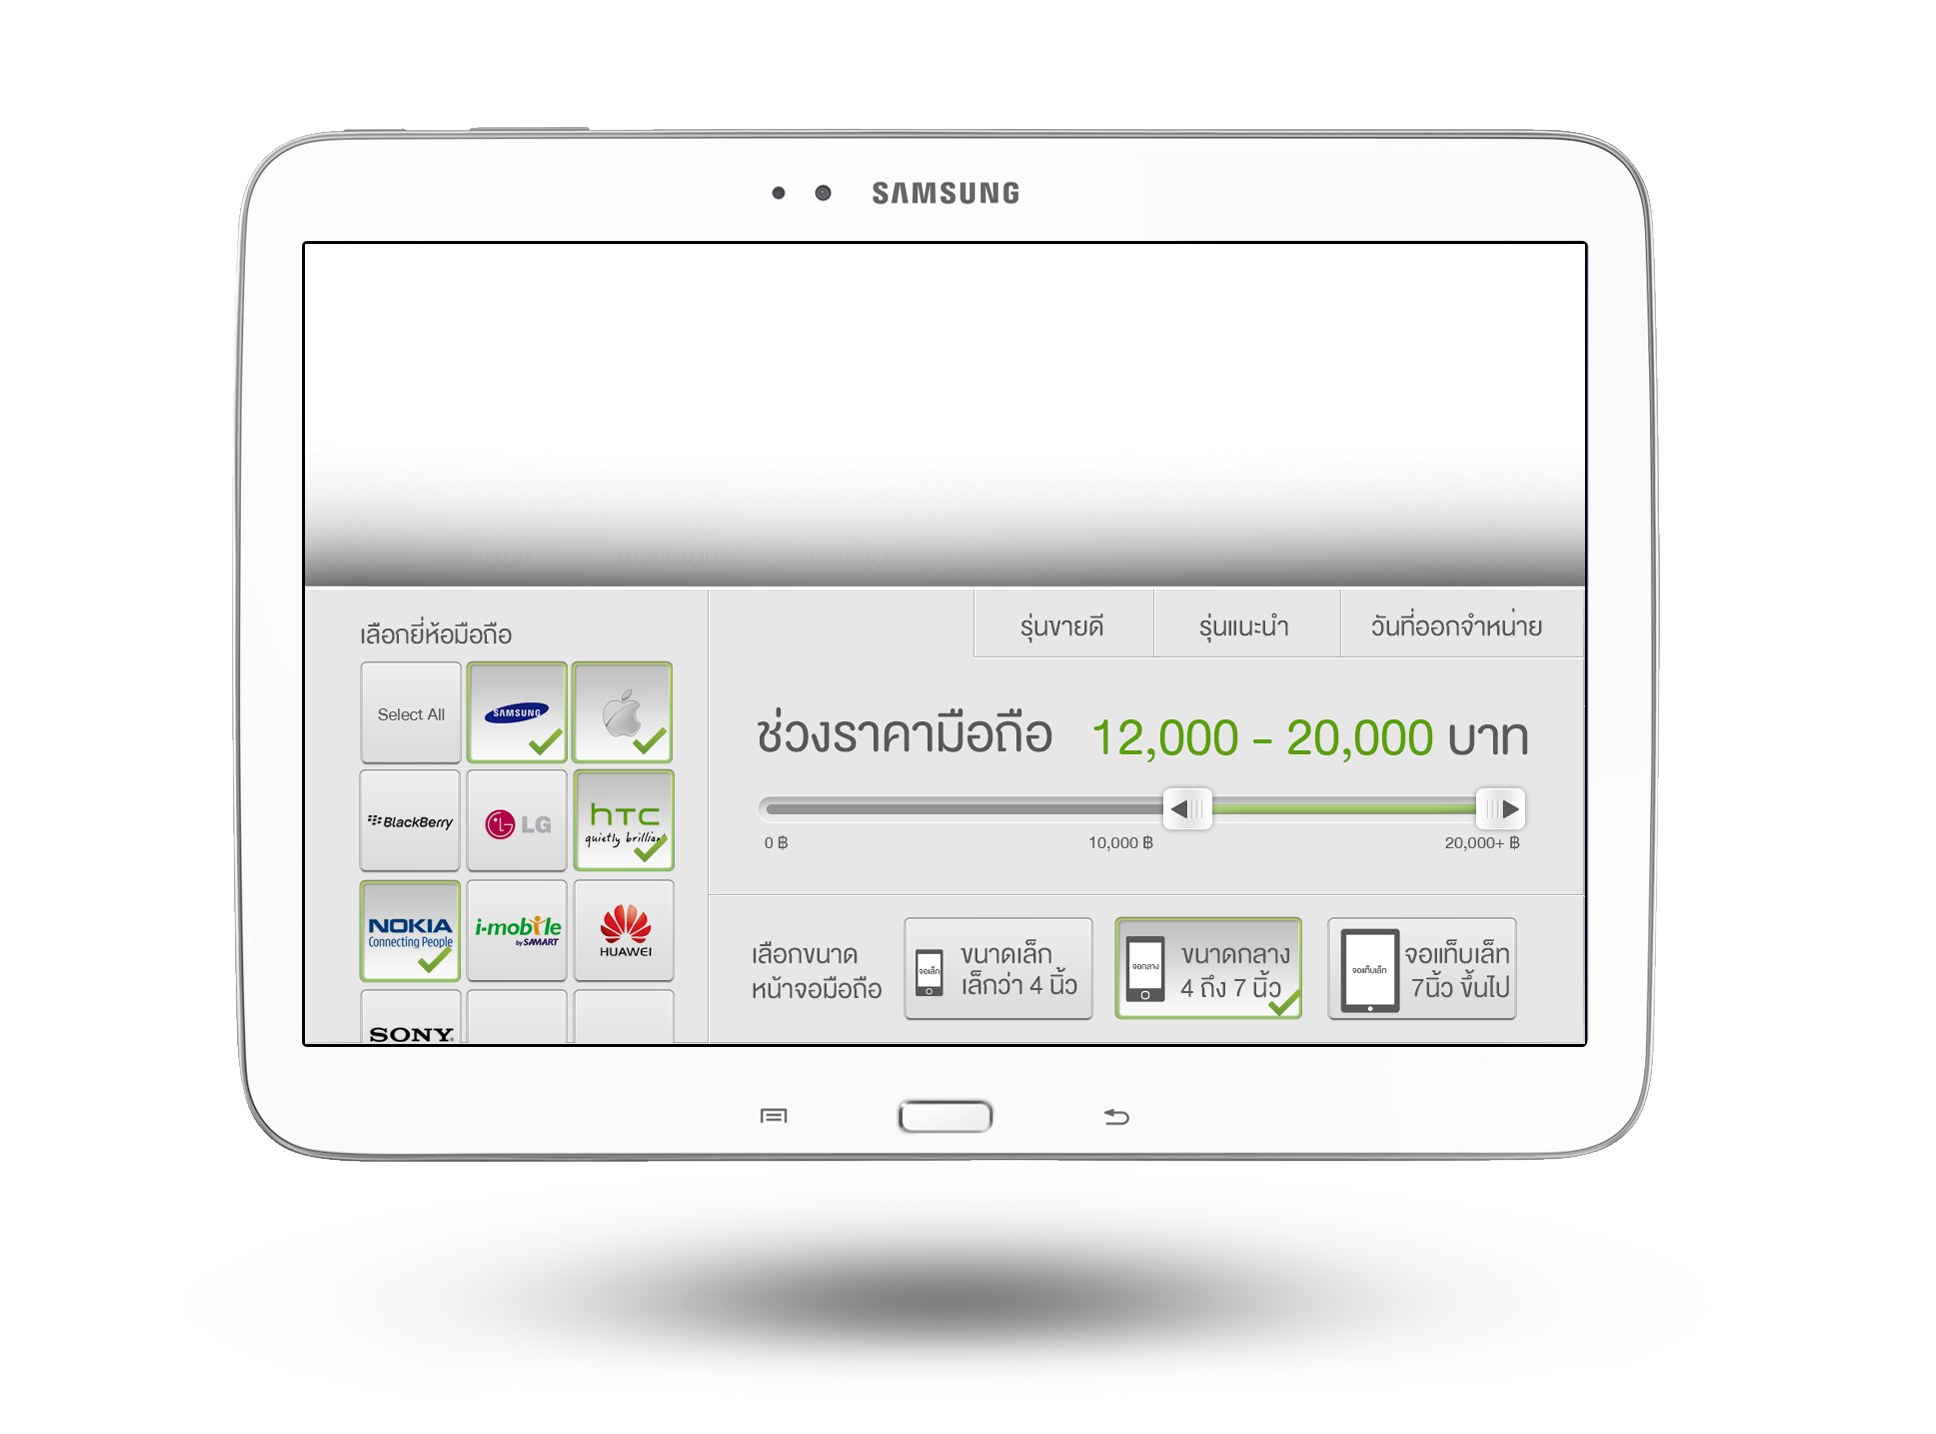 SAMSUNG
เลือกยี่ห้อมือถือ
Select All
SAMSUNG
BlackBerry
LG
hTC
quietly brilliant
NOKIA
Connecting People
i-mobile
by SAMART
HUAWEI
SONY
รุ่นขายดี
รุ่นแนะนำ
วันที่ออกจำหน่าย
ช่วงราคามือถือ 12,000 - 20,000 บาท
0 ฿
10,000 ฿
20,000+ ฿
เลือกขนาด
หน้าจอมือถือ
จอเล็ก
ขนาดเล็ก
เล็กว่า 4 นิ้ว
จอกลาง
ขนาดกลาง
4 ถึง 7 นิ้ว
จอแท็บเล็ก
จอแท็บเล็ท
7นิ้ว ขึ้นไป